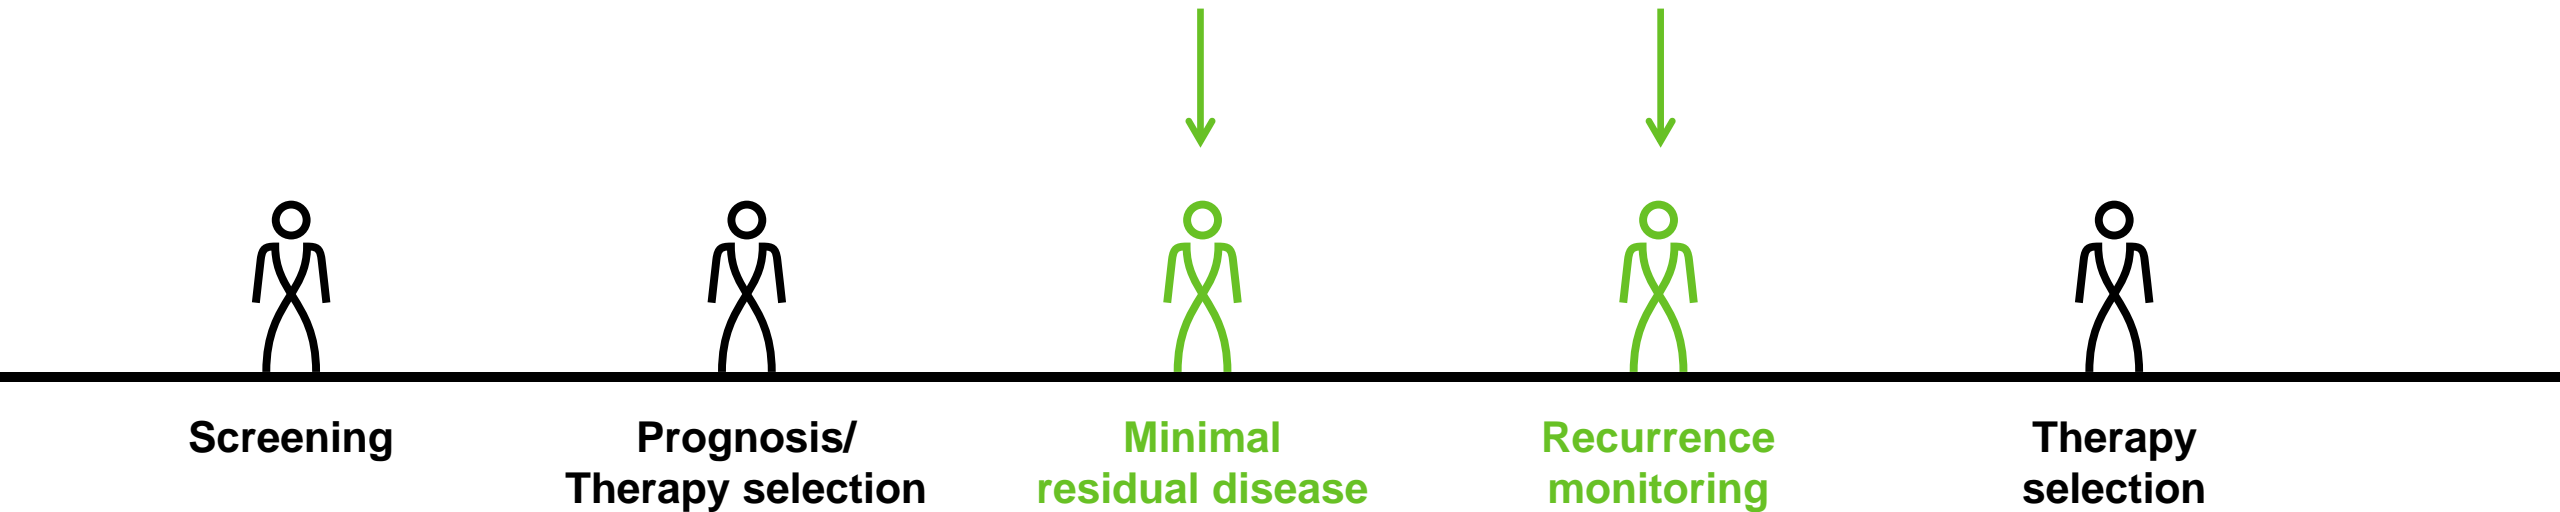 Screening
Prognosis/
Therapy selection
Minimal
residual disease
Recurrence
monitoring
Therapy
selection